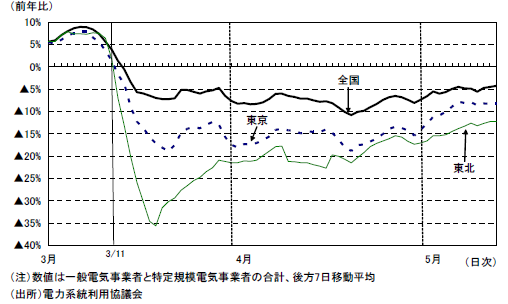 (前年比)
10%
5%
0%
▲5%
▲10%
▲15%
▲20%
▲25%
▲30%
▲35%
▲40%
全国
東京
東北
3月
3/11
4月
5月
(日次)
(注)数値は一般電気事業者と特定規模電気事業者の合計、後方7日移動平均
(出所)電力系統利用協議会